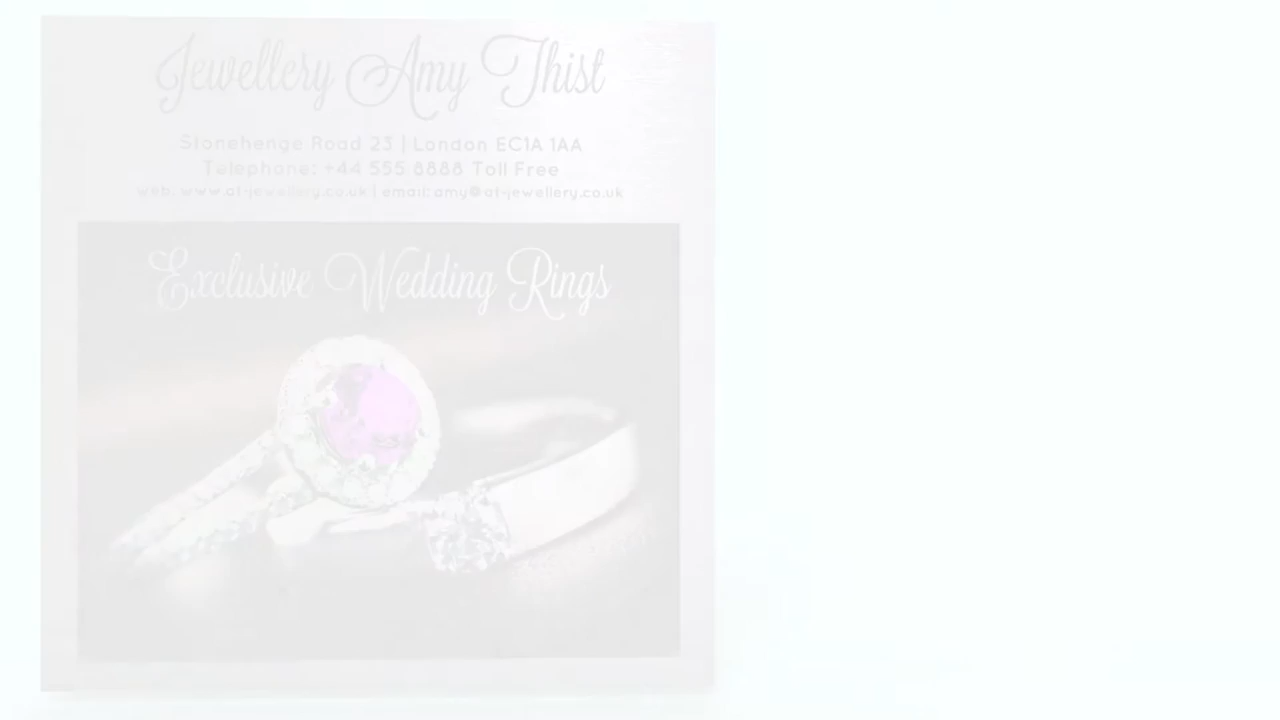 Jewellery Amy Thist
Stonehenge Road 23 | London EC1A 1AA
Telephone: +44 555 8888 Toll Free
web. www.at-jewellery.co.uk | email: amy@at-jewellery.co.uk
Exclusive Wedding Rings